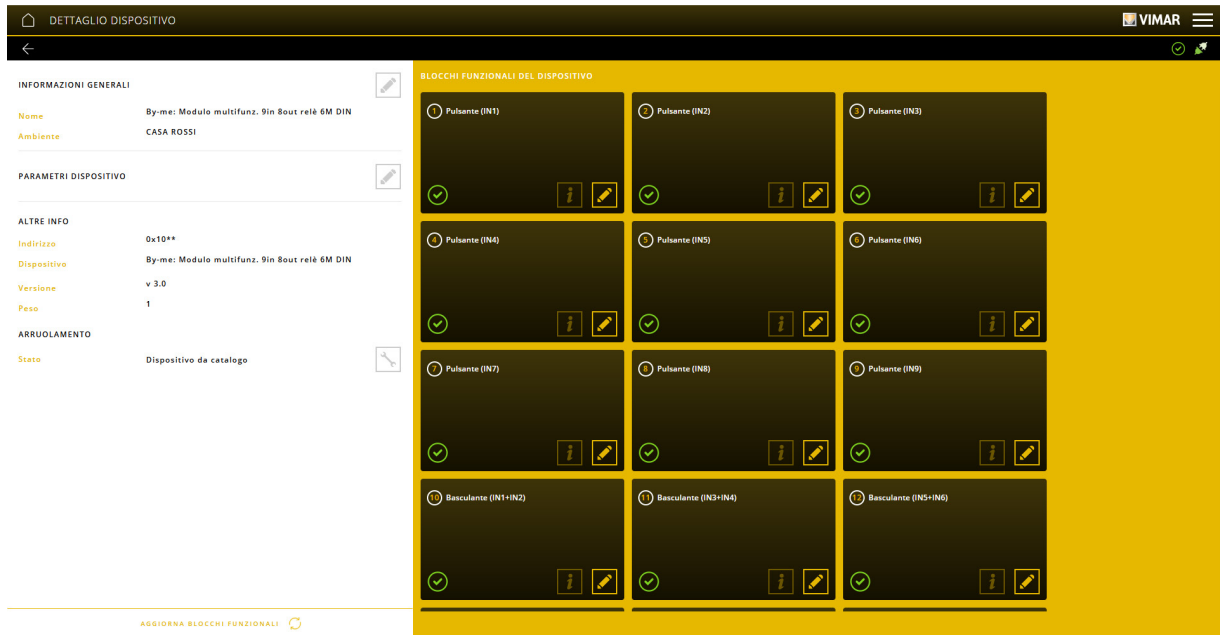 DETTAGLIO DISPOSITIVO
VIMAR
INFORMAZIONI GENERALI
Nome By-me: Modulo multifunz. 9in 8out relè 6M DIN
Ambiente CASA ROSSI
PARAMETRI DISPOSITIVO
ALTRE INFO
Indirizzo 0x10**
Dispositivo By-me: Modulo multifunz. 9in 8out relè 6M DIN
Versione v 3.0
Peso 1
ARRUOLAMENTO
Stato Dispositivo da catalogo
AGGIORNA BLOCCHI FUNZIONALI
BLOCCHI FUNZIONALI DEL DISPOSITIVO
1 Pulsante (IN1)
2 Pulsante (IN2)
3 Pulsante (IN3)
4 Pulsante (IN4)
5 Pulsante (IN5)
6 Pulsante (IN6)
7 Pulsante (IN7)
8 Pulsante (IN8)
9 Pulsante (IN9)
10 Basculante (IN1+IN2)
11 Basculante (IN3+IN4)
12 Basculante (IN5+IN6)